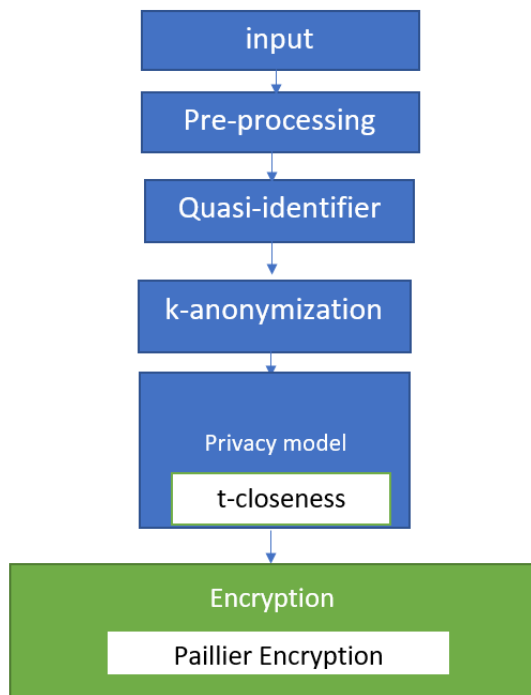 input
Pre-processing
Quasi-identifier
k-anonymization
Privacy model
t-closeness
Encryption
Paillier Encryption